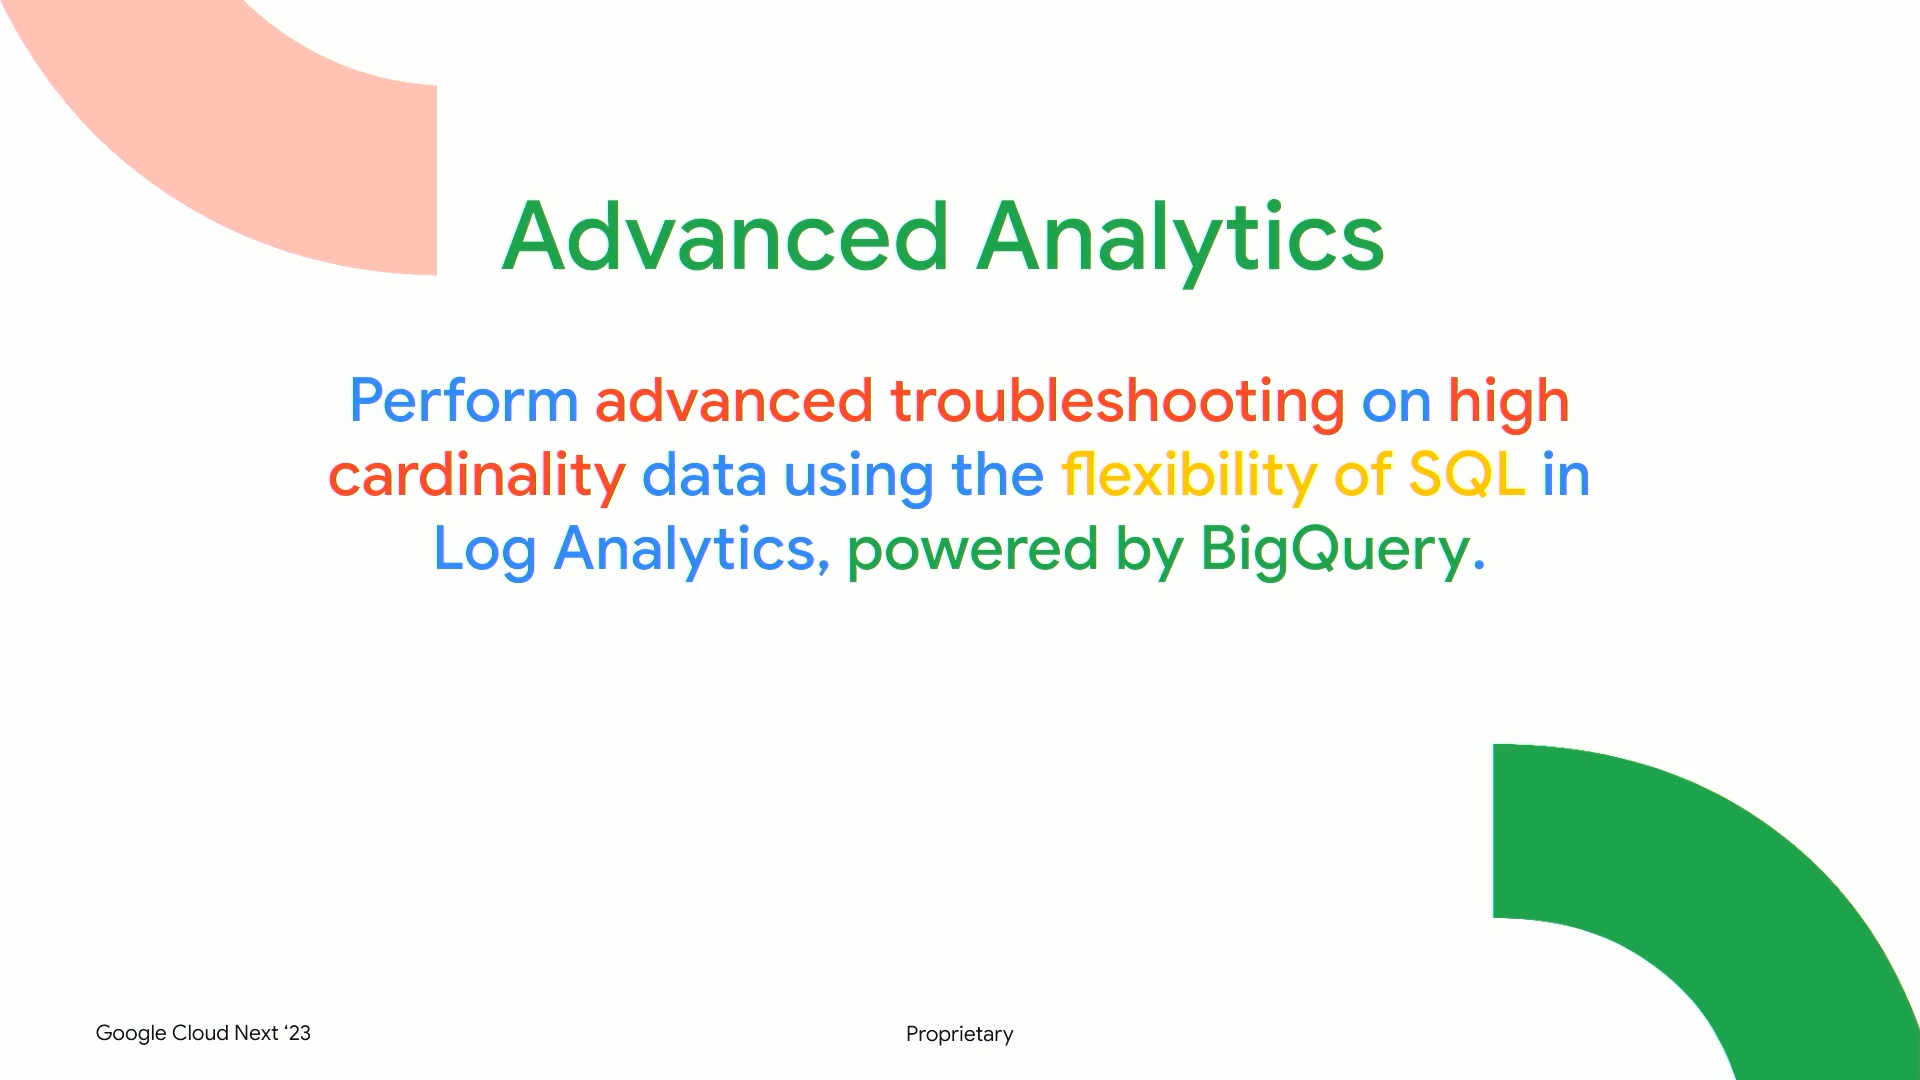 Advanced Analytics
Perform advanced troubleshooting on high
cardinality data using the flexibility of SQL in
Log Analytics, powered by BigQuery.
Google Cloud Next ‘23
Proprietary